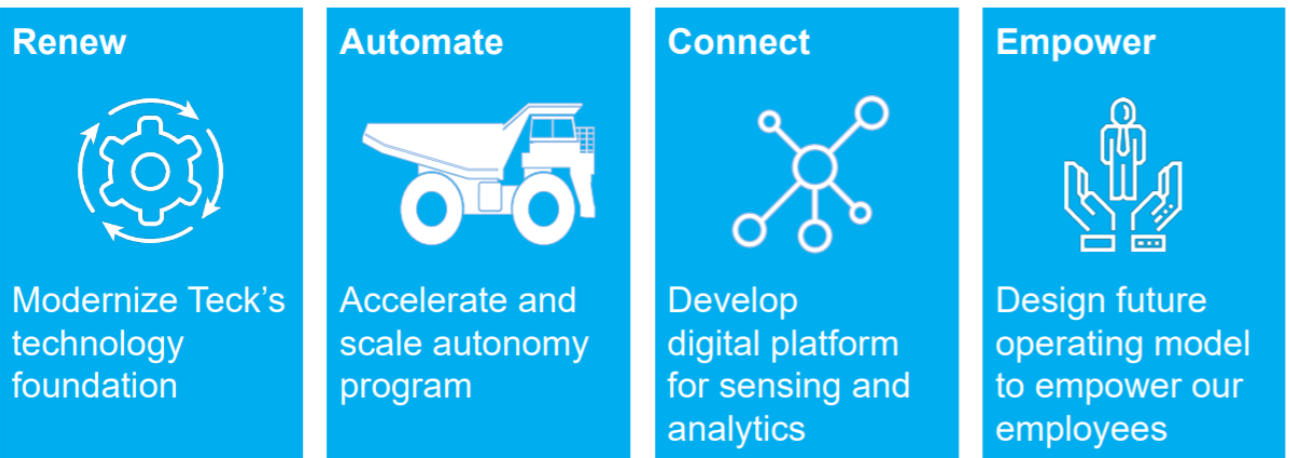 Renew
Modernize Teck's
technology
foundation
Automate
Accelerate and
scale autonomy
program
Connect
Develop
digital platform
for sensing and
analytics
Empower
Design future
operating model
to empower our
employees